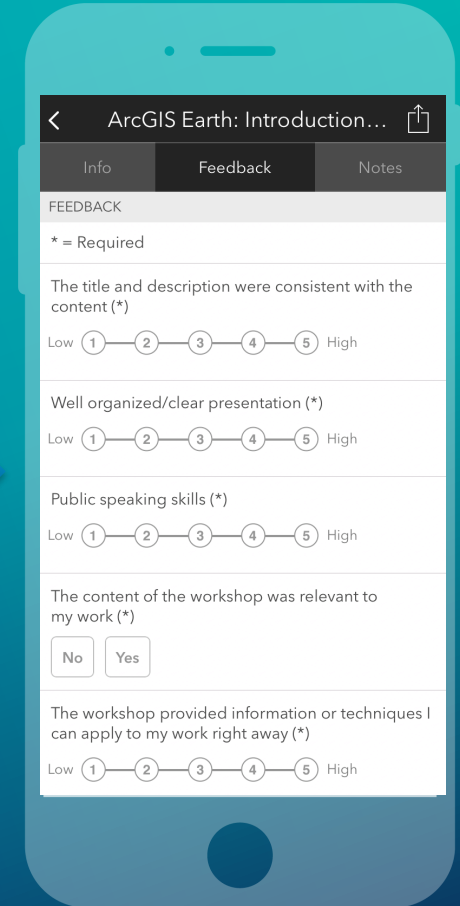 ArcGIS Earth: Introduction...
Info Feedback Notes
FEEDBACK
* = Required
The title and description were consistent with the
content (*)
Low 1 2 3 4 5 High
Well organized/clear presentation (*)
Low 1 2 3 4 5 High
Public speaking skills (*)
Low 1 2 3 4 5 High
The content of the workshop was relevant to
my work (*)
No Yes
The workshop provided information or techniques I
can apply to my work right away (*)
Low 1 2 3 4 5 High